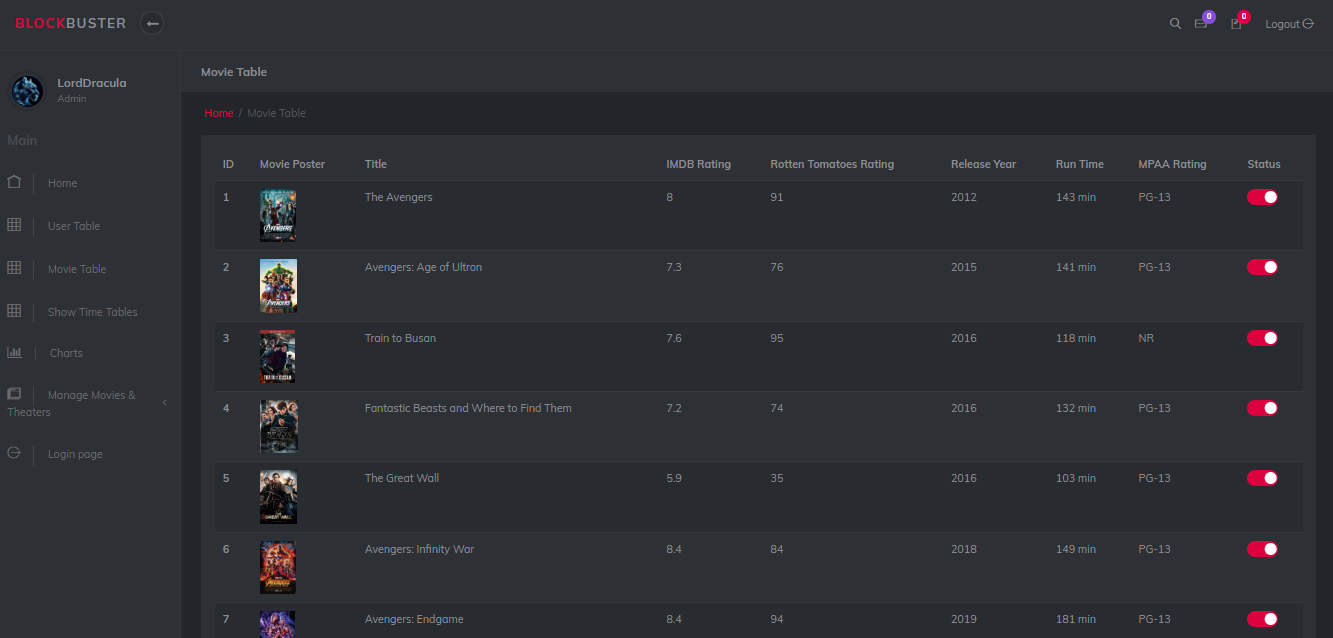 BLOCKBUSTER
0
0
Logout
LordDracula
Admin
Main
Home
User Table
Movie Table
Show Time Tables
Charts
Manage Movies &
Theaters
Login page
Movie Table
Home / Movie Table
ID Movie Poster Title IMDB Rating Rotten Tomatoes Rating Release Year Run Time MPAA Rating Status
1 The Avengers 8 91 2012 143 min PG-13
AVENGERS
2 Avengers: Age of Ultron 7.3 76 2015 141 min PG-13
AVENGERS
3 Train to Busan 7.6 95 2016 118 min NR
4 Fantastic Beasts and Where to Find Them 7.2 74 2016 132 min PG-13
5 The Great Wall 5.9 35 2016 103 min PG-13
GREAT WALL
6 Avengers: Infinity War 8.4 84 2018 149 min PG-13
AVENGERS
7 Avengers: Endgame 8.4 94 2019 181 min PG-13